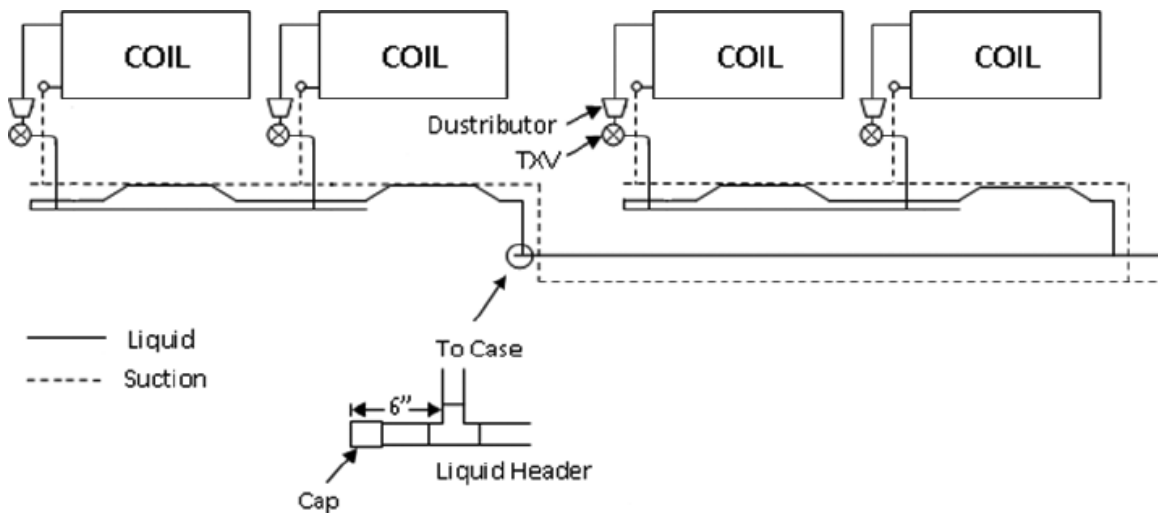 COIL COIL COIL COIL
Dustributor
TXV
Liquid
Suction
To Case
6”
Liquid Header
Cap